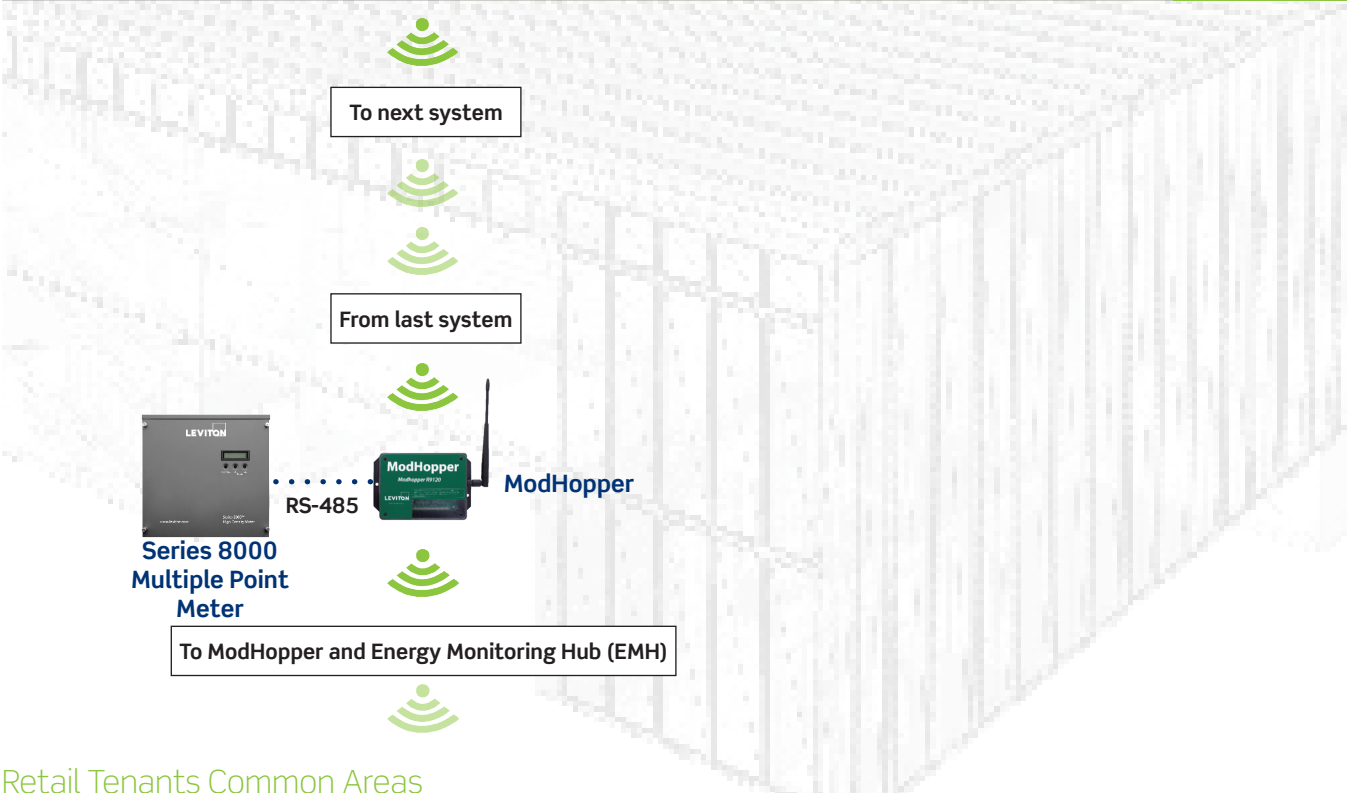 To next system
From last system
LEVITON
ModHopper
ModHopper R9120
LEVITON
RS-485
ModHopper
Series 8000
Multiple Point
Meter
To ModHopper and Energy Monitoring Hub (EMH)
Retail Tenants Common Areas